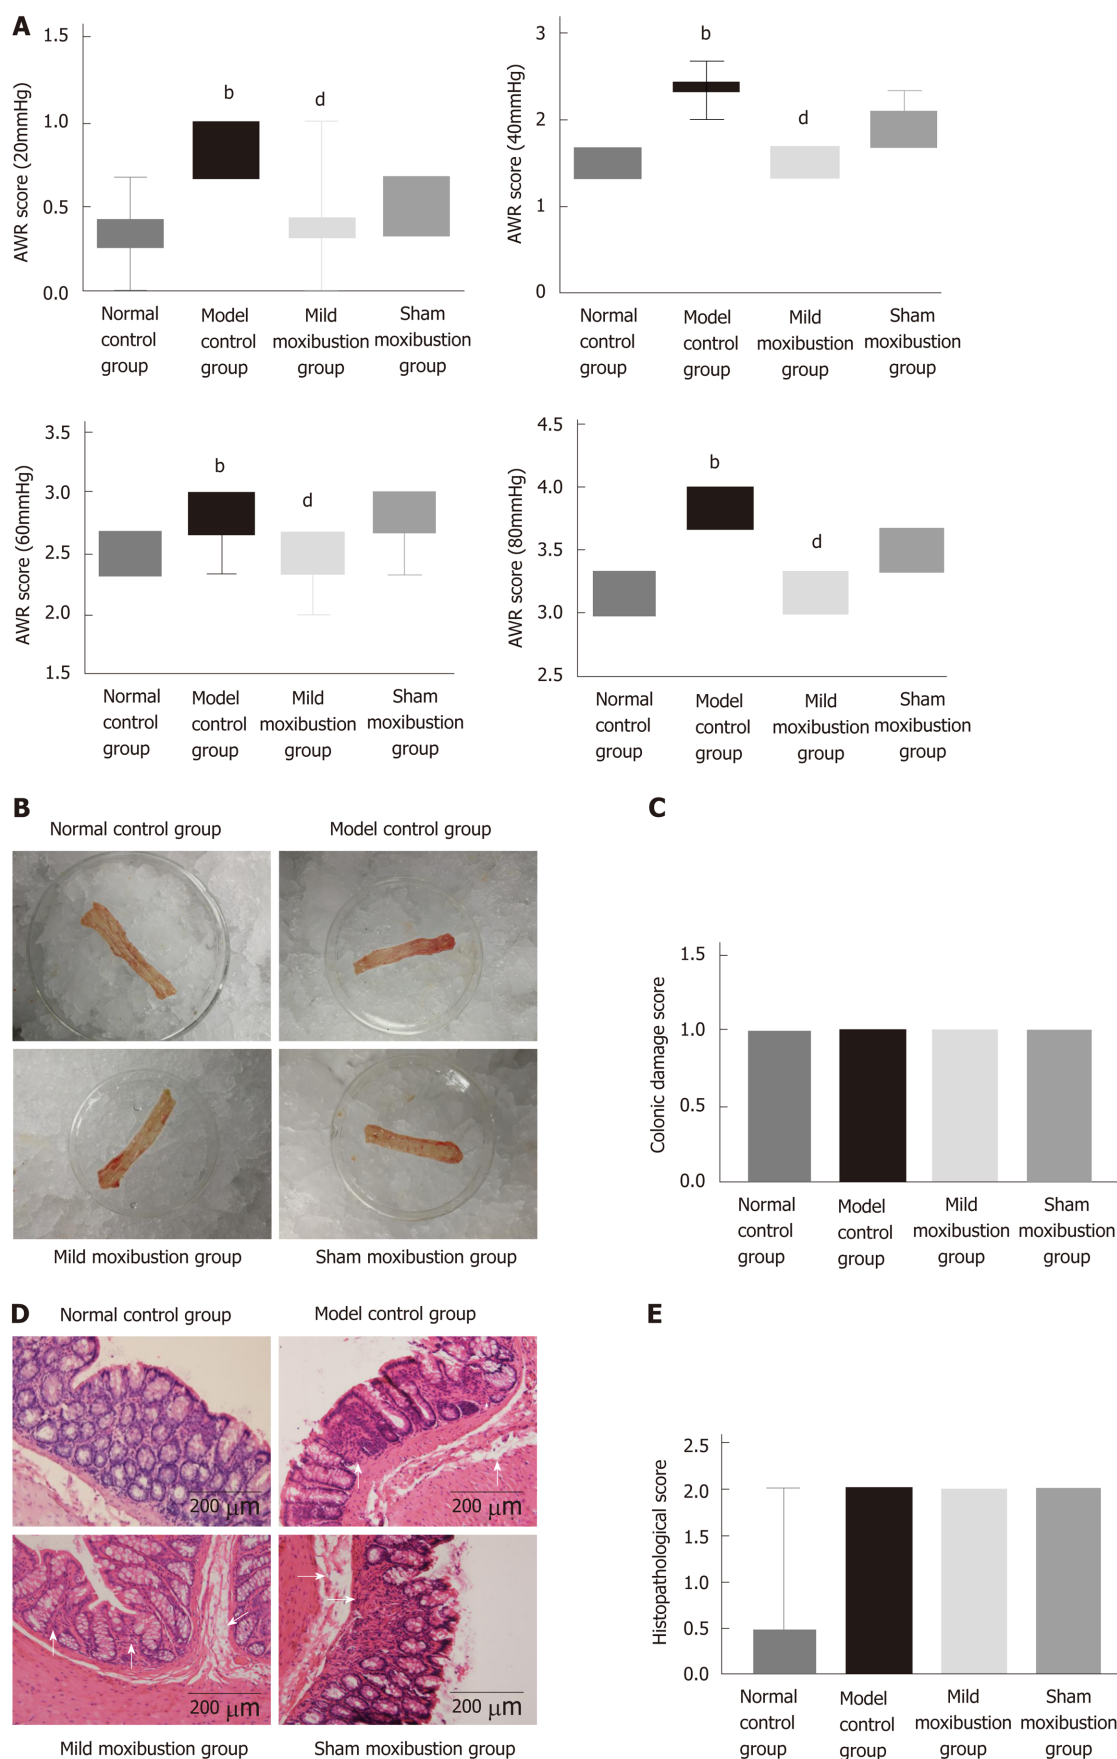 A
AWR score (20mmHg)
1.5
1.0
0.5
0.0
b
d
Normal
control
group
Model
control
group
Mild
moxibustion
group
Sham
moxibustion
group
AWR score (40mmHg)
3
2
1
0
b
d
Normal
control
group
Model
control
group
Mild
moxibustion
group
Sham
moxibustion
group
AWR score (60mmHg)
3.5
3.0
2.5
2.0
1.5
b
d
Normal
control
group
Model
control
group
Mild
moxibustion
group
Sham
moxibustion
group
AWR score (80mmHg)
4.5
4.0
3.5
3.0
2.5
b
d
Normal
control
group
Model
control
group
Mild
moxibustion
group
Sham
moxibustion
group
B
Normal control group
Model control group
Mild moxibustion group
Sham moxibustion group
C
Colonic damage score
1.5
1.0
0.5
0.0
Normal
control
group
Model
control
group
Mild
moxibustion
group
Sham
moxibustion
group
D
Normal control group
Model control group
200 μm
200 μm
200 μm
200 μm
Mild moxibustion group
Sham moxibustion group
E
Histopathological score
2.5
2.0
1.5
1.0
0.5
0.0
Normal
control
group
Model
control
group
Mild
moxibustion
group
Sham
moxibustion
group